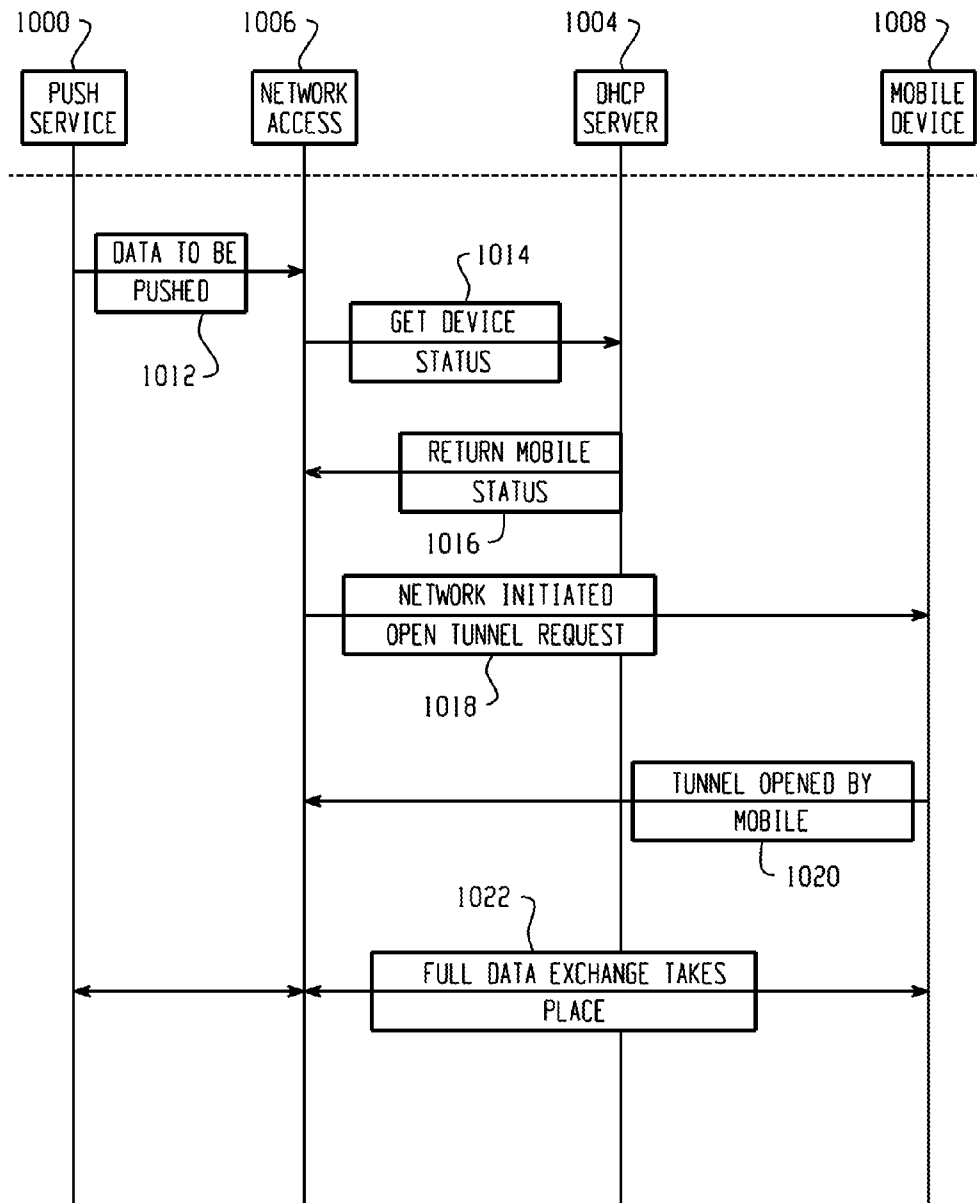 1000
1006
1004
1008
PUSH
SERVICE
NETWORK
ACCESS
DHCP
SERVER
MOBILE
DEVICE
DATA TO BE
PUSHED
1012
1014
GET DEVICE
STATUS
RETURN MOBILE
STATUS
1016
NETWORK INITIATED
OPEN TUNNEL REQUEST
1018
TUNNEL OPENED BY
MOBILE
1020
1022
FULL DATA EXCHANGE TAKES
PLACE